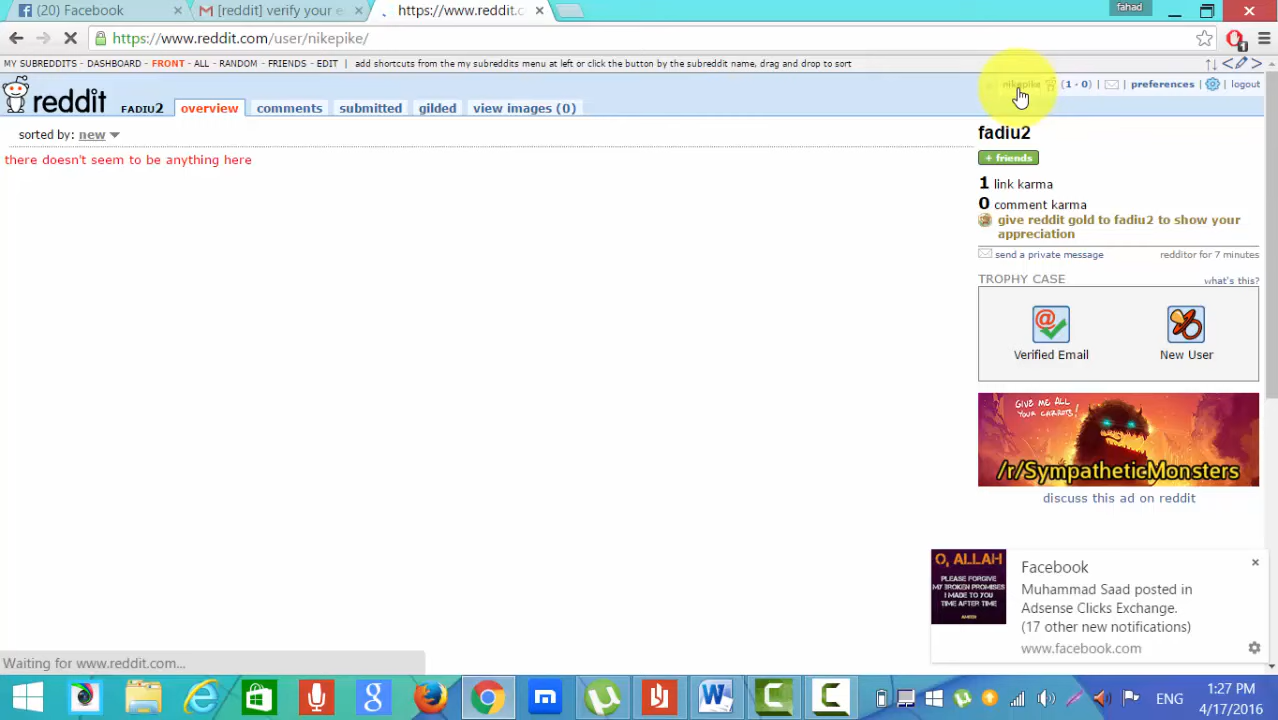 (20) Facebook
[reddit] verify your e
https://www.reddit.c
fahad
https://www.reddit.com/user/nikepike/
1
MY SUBREDDITS - DASHBOARD - FRONT - ALL - RANDOM - FRIENDS - EDIT | add shortcuts from the my subreddits menu at left or click the button by the subreddit name, drag and drop to sort
nikepike (1 · 0) | | preferences | | logout
reddit FADIU2 overview comments submitted gilded view images (0)
sorted by: new
there doesn't seem to be anything here
fadiu2
+ friends
1 link karma
0 comment karma
give reddit gold to fadiu2 to show your
appreciation
send a private message redditor for 7 minutes
TROPHY CASE what's this?
Verified Email New User
GIVE ME ALL
YOUR CARROTS!
/r/SympatheticMonsters
discuss this ad on reddit
O, ALLAH
PLEASE FORGIVE
MY BROKEN PROMISES
I MADE TO YOU
TIME AFTER TIME
Facebook
Muhammad Saad posted in
Adsense Clicks Exchange.
(17 other new notifications)
www.facebook.com
Waiting for www.reddit.com...
ENG
1:27 PM
4/17/2016